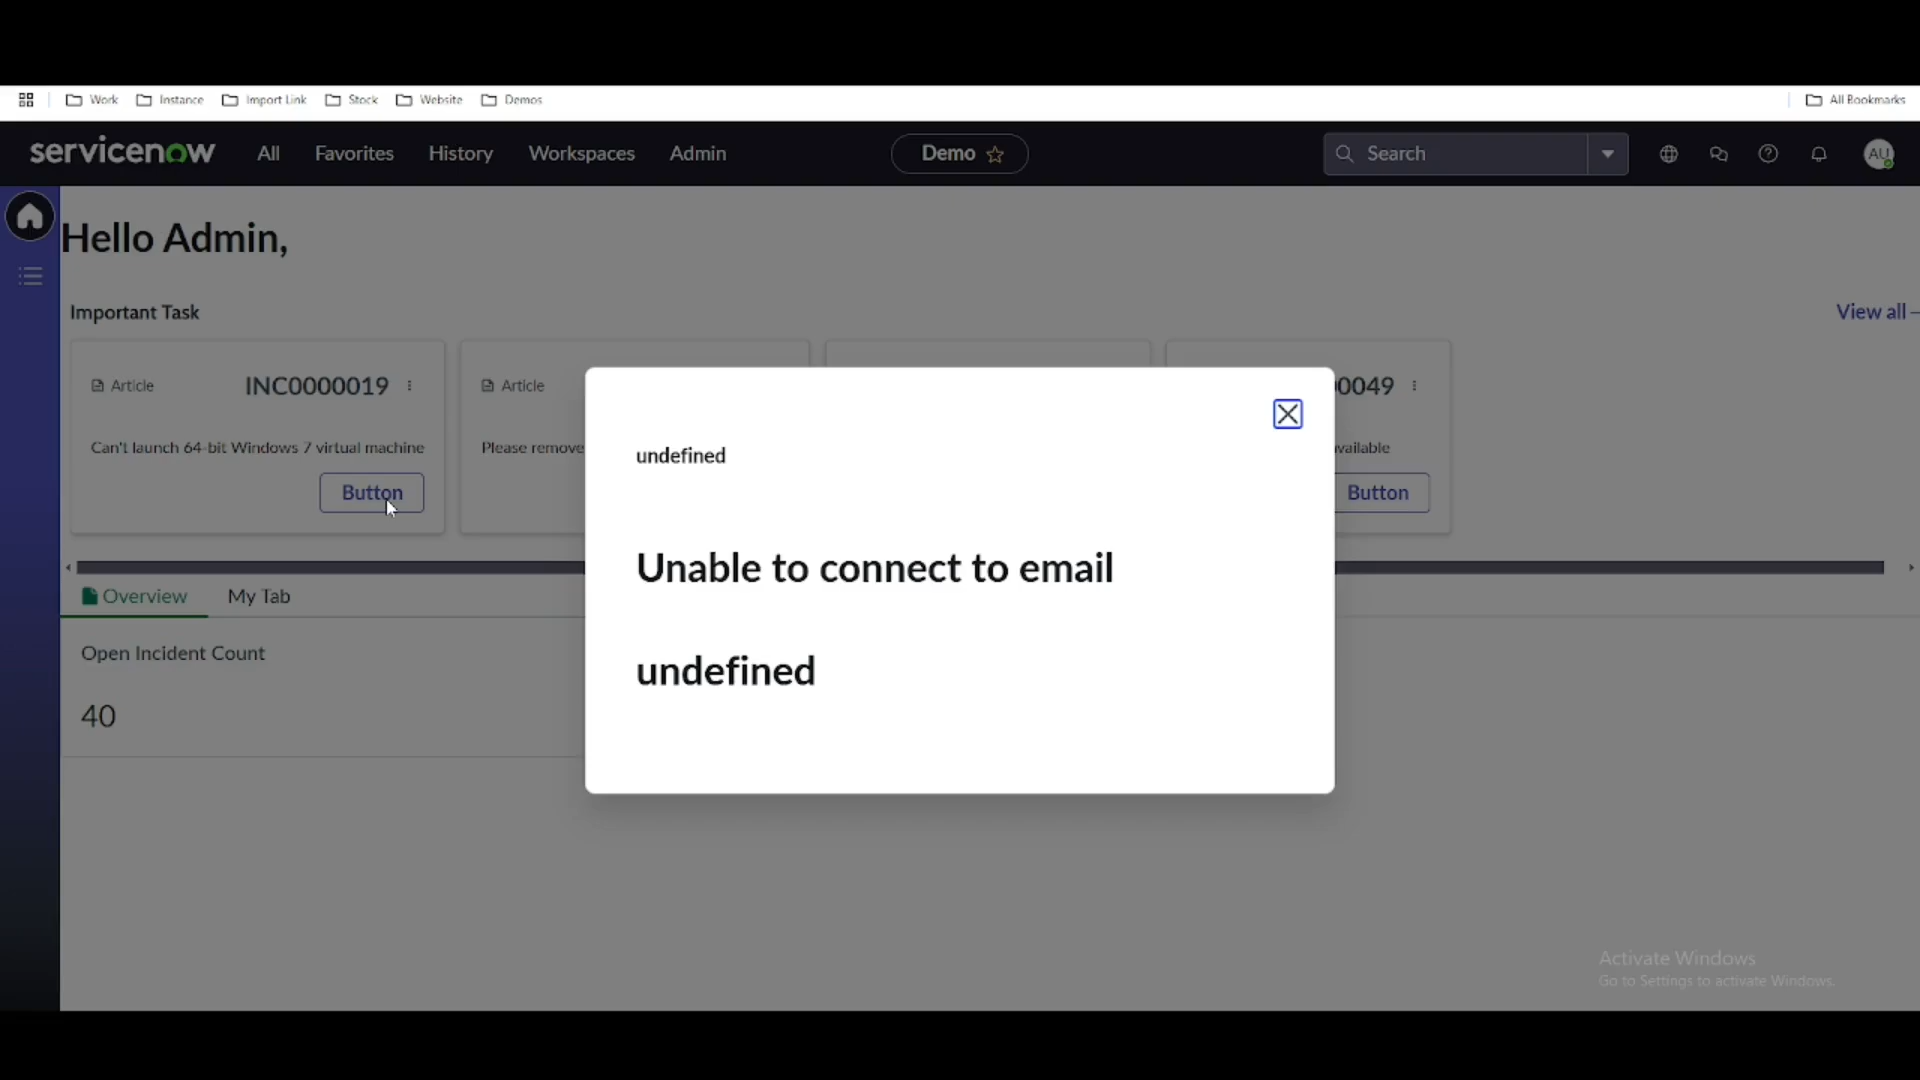 Work Instance Import Link Stock Website Demos All Bookmarks
servicenow All Favorites History Workspaces Admin Demo Search AU
Hello Admin,
Important Task View all
Article INC0000019 Article 0049
Can't launch 64-bit Windows 7 virtual machine Please remove
Button Button
undefined
Unable to connect to email
undefined
Overview My Tab
Open Incident Count
40
Activate Windows
Go to Settings to activate Windows.